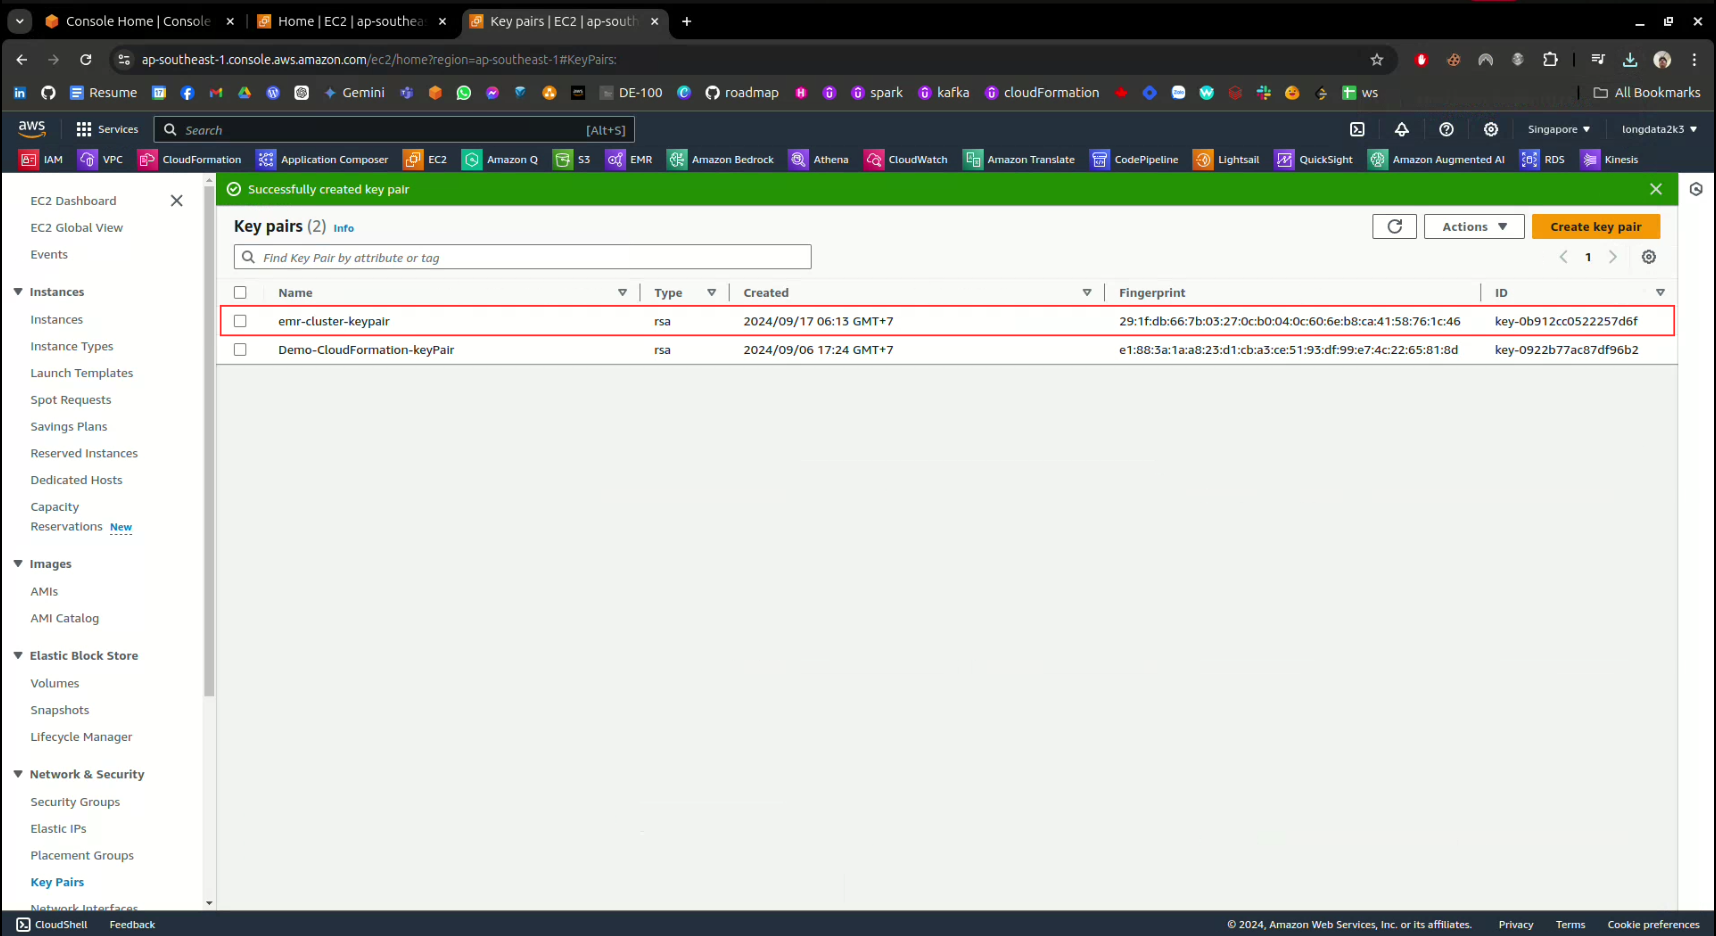 Console Home | Console
Home | EC2 | ap-southeas
Key pairs | EC2 | ap-south
ap-southeast-1.console.aws.amazon.com/ec2/home?region=ap-southeast-1#KeyPairs:
Resume
Gemini
DE-100
roadmap
spark
kafka
cloudFormation
ws
All Bookmarks
aws
Services
Search
[Alt+S]
Singapore
longdata2k3
IAM
VPC
CloudFormation
Application Composer
EC2
Amazon Q
S3
EMR
Amazon Bedrock
Athena
CloudWatch
Amazon Translate
CodePipeline
Lightsail
QuickSight
Amazon Augmented AI
RDS
Kinesis
EC2 Dashboard
EC2 Global View
Events
Instances
Instances
Instance Types
Launch Templates
Spot Requests
Savings Plans
Reserved Instances
Dedicated Hosts
Capacity
Reservations New
Images
AMIs
AMI Catalog
Elastic Block Store
Volumes
Snapshots
Lifecycle Manager
Network & Security
Security Groups
Elastic IPs
Placement Groups
Key Pairs
Network Interfaces
Successfully created key pair
Key pairs (2) Info
Actions
Create key pair
Find Key Pair by attribute or tag
1
Name Type Created Fingerprint ID
emr-cluster-keypair rsa 2024/09/17 06:13 GMT+7 29:1f:db:66:7b:03:27:0c:b0:04:0c:60:6e:b8:ca:41:58:76:1c:46 key-0b912cc0522257d6f
Demo-CloudFormation-keyPair rsa 2024/09/06 17:24 GMT+7 e1:88:3a:1a:a8:23:d1:cb:a3:ce:51:93:df:99:e7:4c:22:65:81:8d key-0922b77ac87df96b2
CloudShell
Feedback
© 2024, Amazon Web Services, Inc. or its affiliates.
Privacy
Terms
Cookie preferences